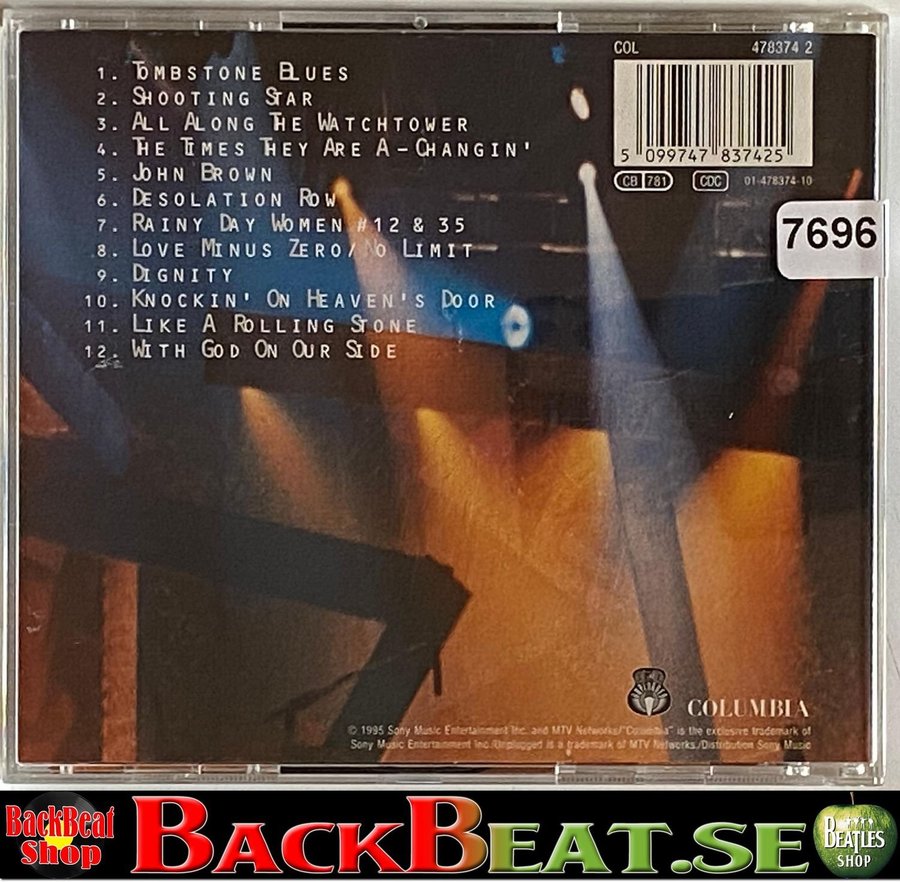 1. Tombstone Blues
2. Shooting Star
3. All Along The Watchtower
4. The Times They Are A-Changin'
5. John Brown
6. Desolation Row
7. Rainy Day Women #12 & 35
8. Love Minus Zero/No Limit
9. Dignity
10. Knockin' On Heaven's Door
11. Like A Rolling Stone
12. With God On Our Side
COL 478374 2
5 099747 837425
CB 781 CDC 01-478374-10
7696
COLUMBIA
© 1995 Sony Music Entertainment Inc. and MTV Networks/"Columbia" is the exclusive trademark of
Sony Music Entertainment Inc./Unplugged is a trademark of MTV Networks./Distribution Sony Music
BackBeat
Shop
BACKBEAT.SE
BEATLES
SHOP